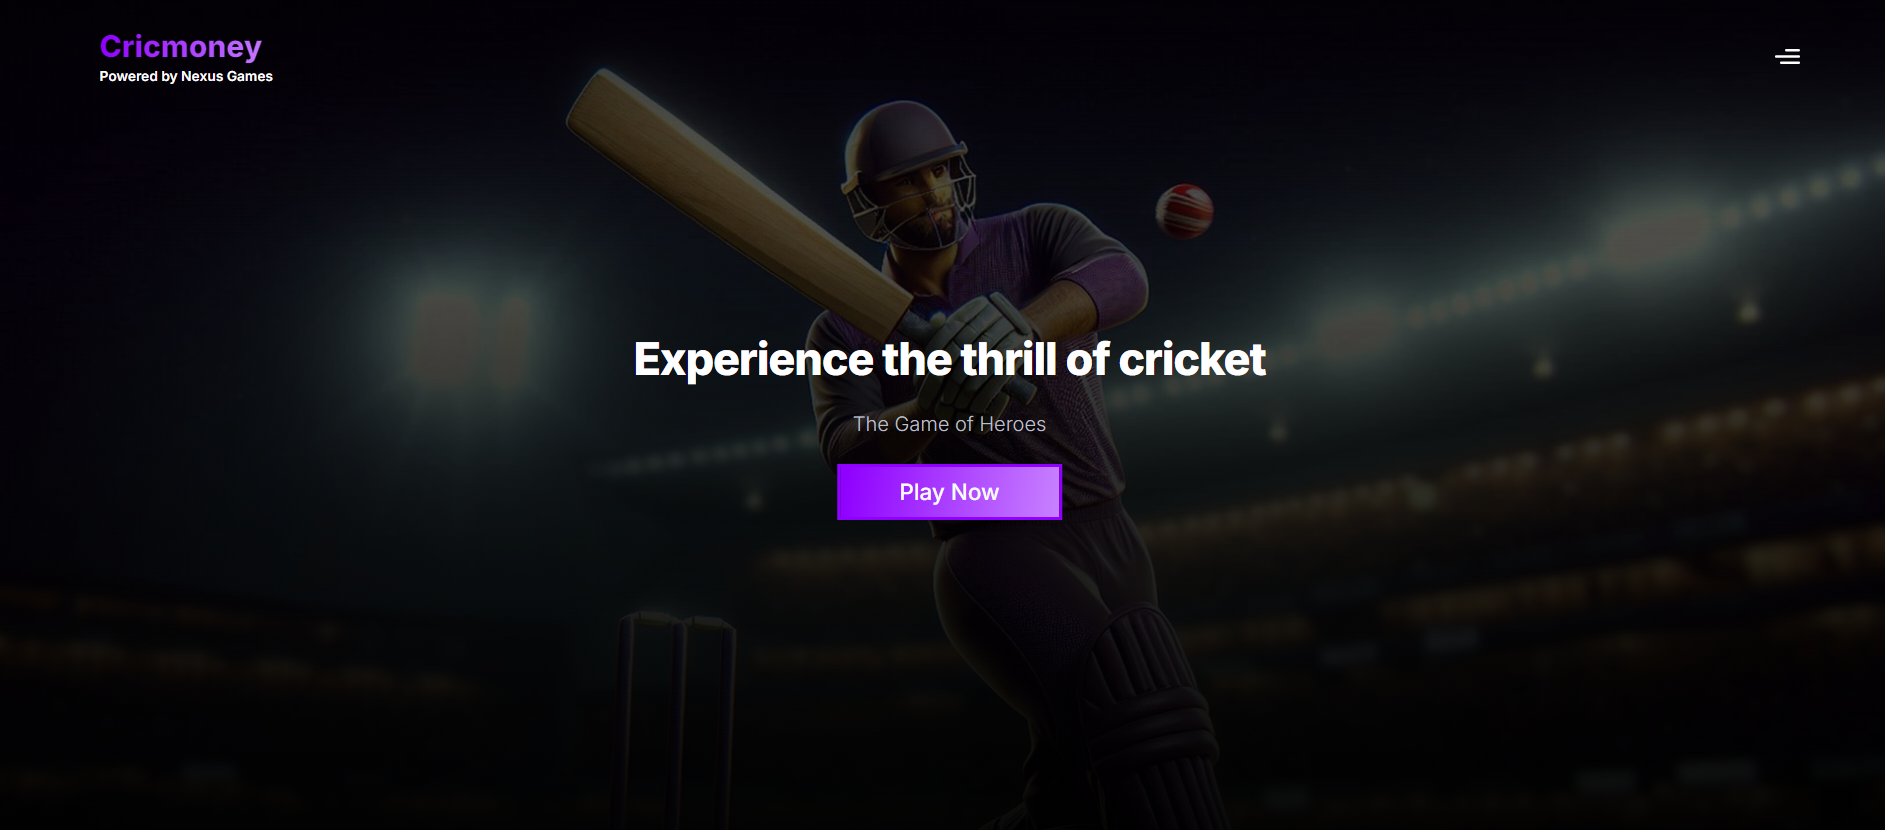 Cricmoney
Powered by Nexus Games
Experience the thrill of cricket
The Game of Heroes
Play Now